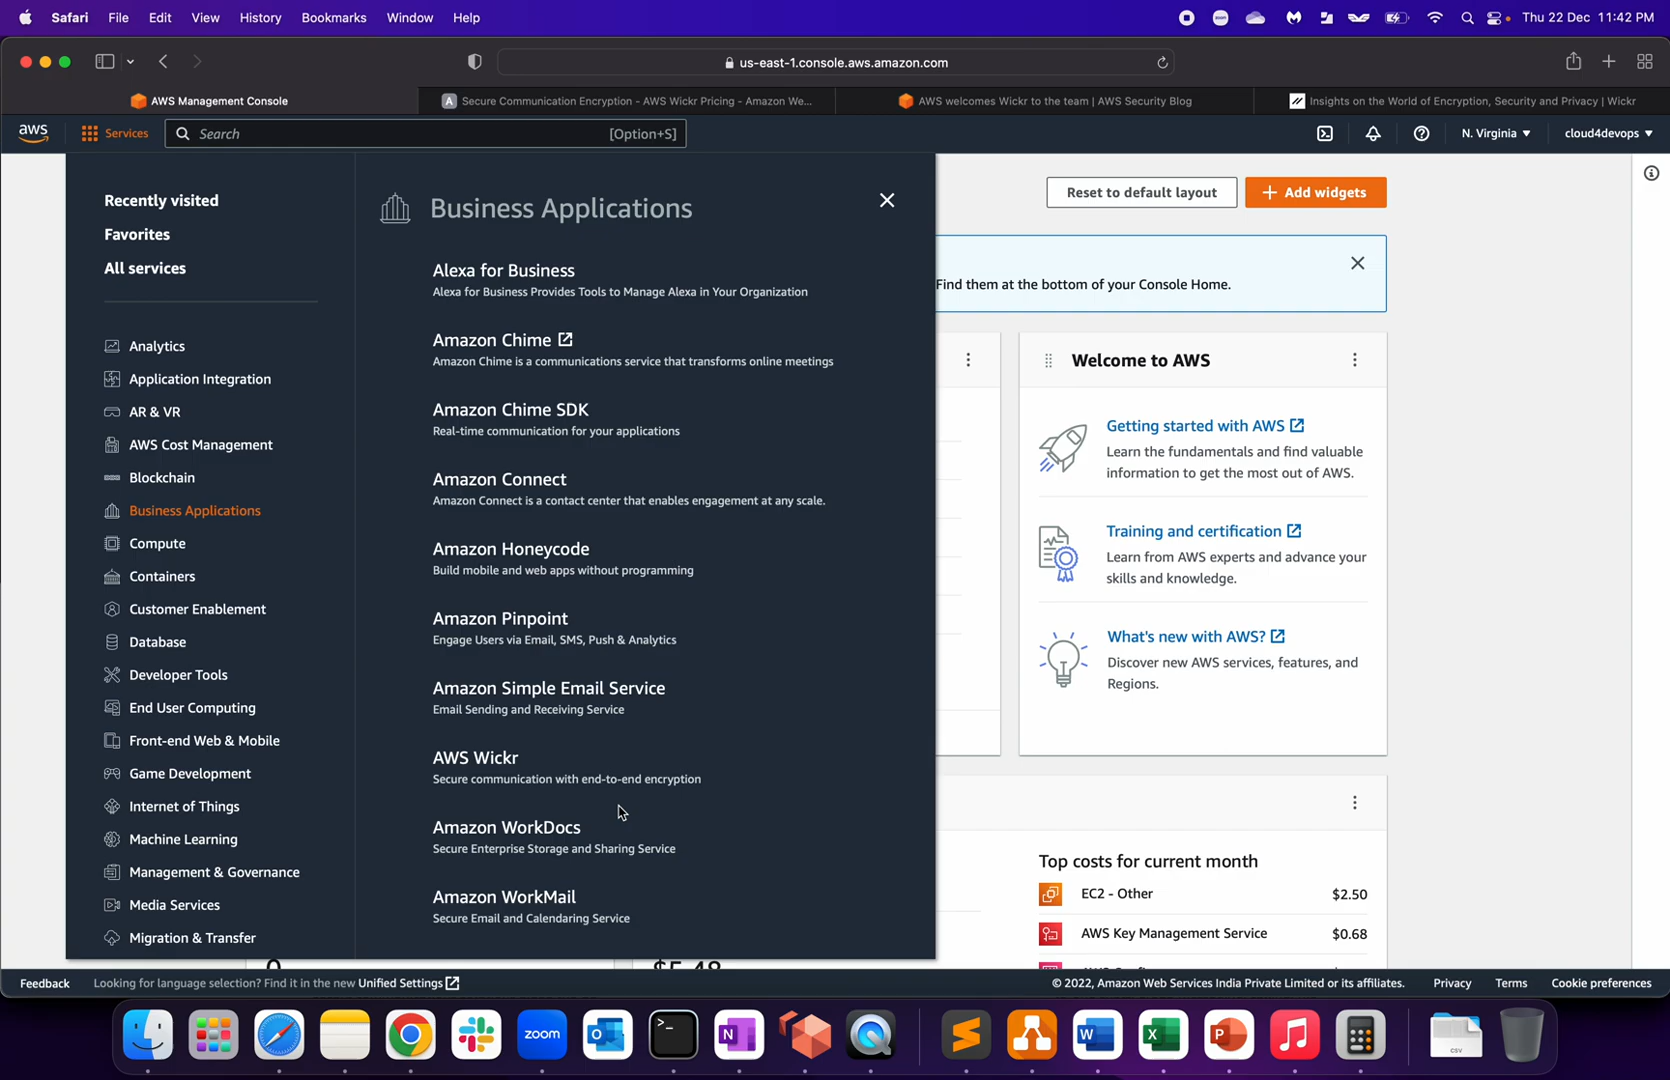 Safari File Edit View History Bookmarks Window Help Thu 22 Dec 11:42 PM
us-east-1.console.aws.amazon.com
AWS Management Console
A Secure Communication Encryption - AWS Wickr Pricing - Amazon We...
AWS welcomes Wickr to the team | AWS Security Blog
Insights on the World of Encryption, Security and Privacy | Wickr
aws Services Search [Option+S] N. Virginia cloud4devops
Recently visited
Favorites
All services
Analytics
Application Integration
AR & VR
AWS Cost Management
Blockchain
Business Applications
Compute
Containers
Customer Enablement
Database
Developer Tools
End User Computing
Front-end Web & Mobile
Game Development
Internet of Things
Machine Learning
Management & Governance
Media Services
Migration & Transfer
Business Applications
Alexa for Business
Alexa for Business Provides Tools to Manage Alexa in Your Organization
Amazon Chime
Amazon Chime is a communications service that transforms online meetings
Amazon Chime SDK
Real-time communication for your applications
Amazon Connect
Amazon Connect is a contact center that enables engagement at any scale.
Amazon Honeycode
Build mobile and web apps without programming
Amazon Pinpoint
Engage Users via Email, SMS, Push & Analytics
Amazon Simple Email Service
Email Sending and Receiving Service
AWS Wickr
Secure communication with end-to-end encryption
Amazon WorkDocs
Secure Enterprise Storage and Sharing Service
Amazon WorkMail
Secure Email and Calendaring Service
Reset to default layout
+ Add widgets
Find them at the bottom of your Console Home.
Welcome to AWS
Getting started with AWS
Learn the fundamentals and find valuable
information to get the most out of AWS.
Training and certification
Learn from AWS experts and advance your
skills and knowledge.
What's new with AWS?
Discover new AWS services, features, and
Regions.
Top costs for current month
EC2 - Other $2.50
AWS Key Management Service $0.68
Feedback Looking for language selection? Find it in the new Unified Settings
© 2022, Amazon Web Services India Private Limited or its affiliates. Privacy Terms Cookie preferences
zoom
CSV